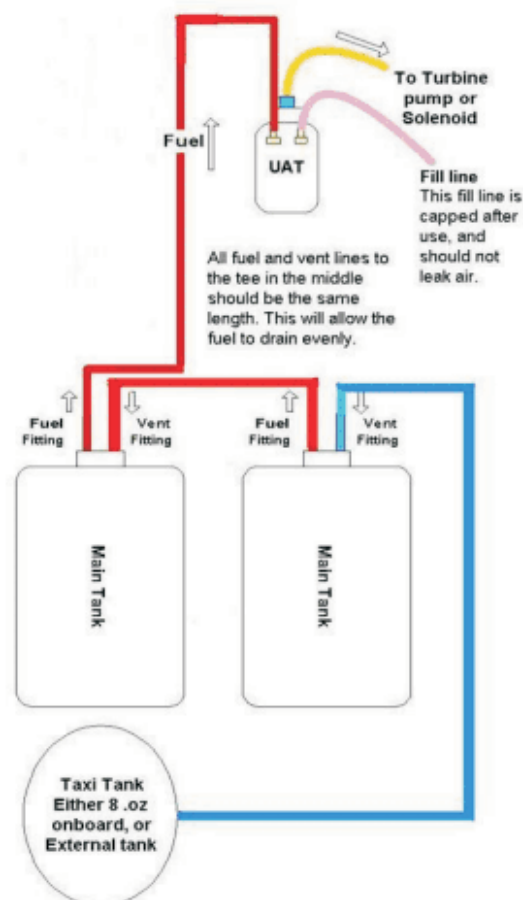 To Turbine
pump or
Solenoid
Fuel
UAT
Fill line
This fill line is
capped after
use, and
should not
leak air.
All fuel and vent lines to
the tee in the middle
should be the same
length. This will allow the
fuel to drain evenly.
Fuel
Fitting
Vent
Fitting
Fuel
Fitting
Vent
Fitting
Main Tank
Main Tank
Taxi Tank
Either 8 .oz
onboard, or
External tank